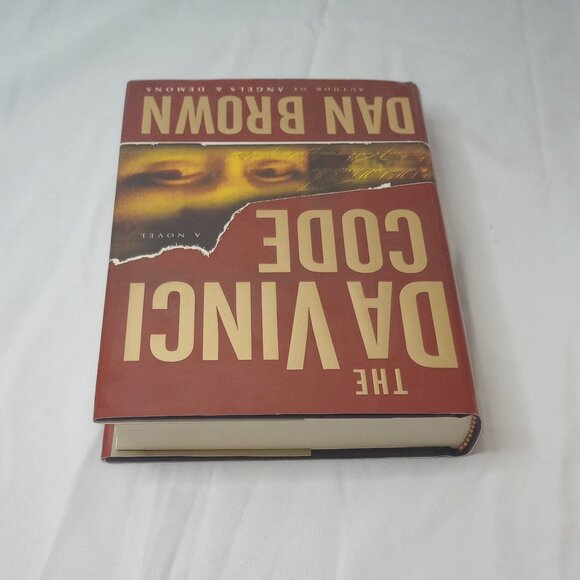 THE
DA VINCI
CODE
A NOVEL
DAN BROWN
AUTHOR OF ANGELS & DEMONS